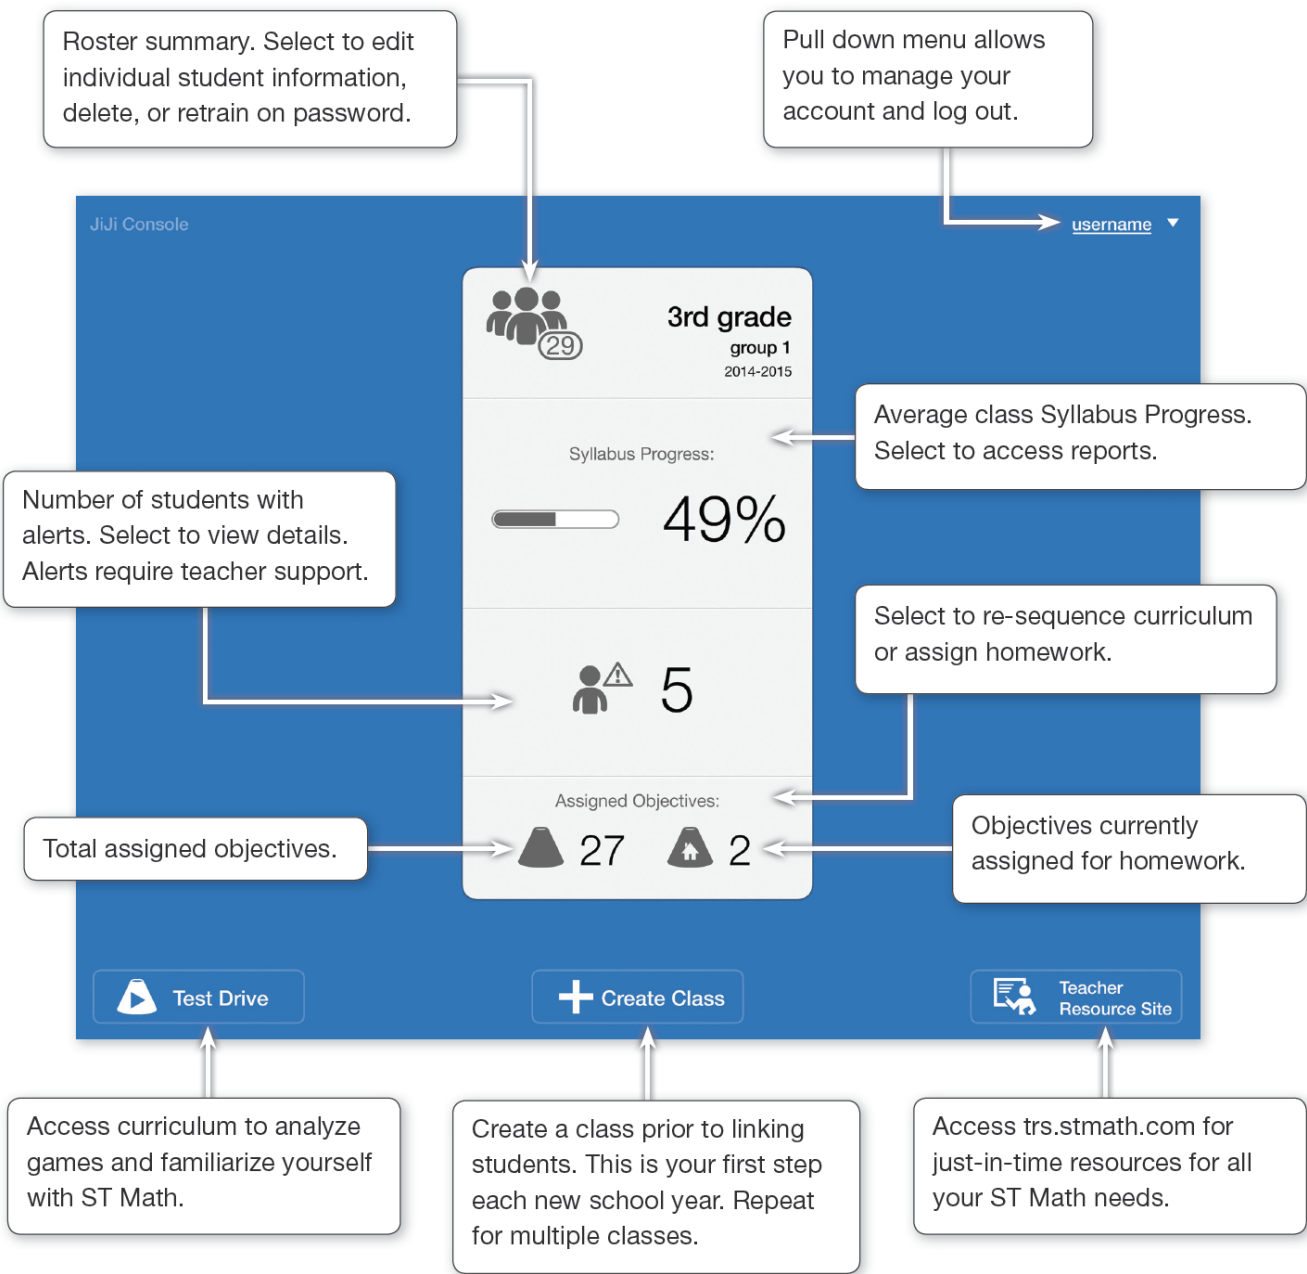 Roster summary. Select to edit
individual student information,
delete, or retrain on password.
Pull down menu allows
you to manage your
account and log out.
JiJi Console
username
29
3rd grade
group 1
2014-2015
Average class Syllabus Progress.
Select to access reports.
Syllabus Progress:
49%
Number of students with
alerts. Select to view details.
Alerts require teacher support.
Select to re-sequence curriculum
or assign homework.
5
Assigned Objectives:
Total assigned objectives.
27
2
Objectives currently
assigned for homework.
Test Drive
Create Class
Teacher
Resource Site
Access curriculum to analyze
games and familiarize yourself
with ST Math.
Create a class prior to linking
students. This is your first step
each new school year. Repeat
for multiple classes.
Access trs.stmath.com for
just-in-time resources for all
your ST Math needs.